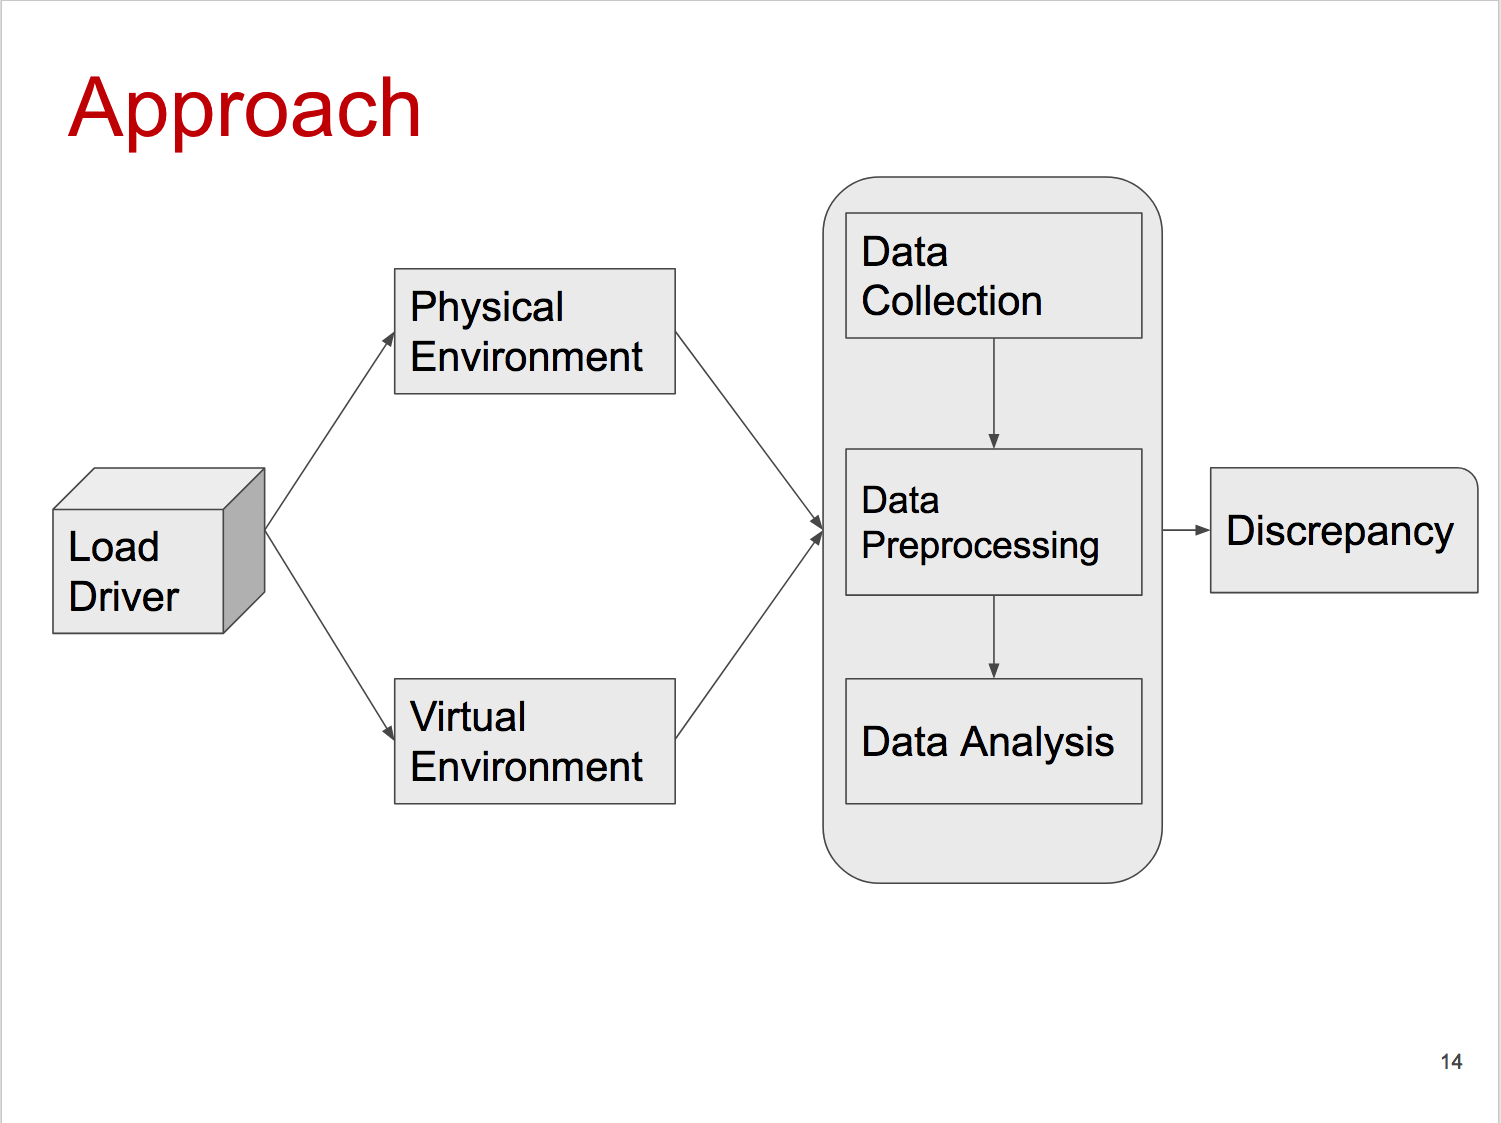 Approach
Load
Driver
Physical
Environment
Virtual
Environment
Data
Collection
Data
Preprocessing
Data Analysis
Discrepancy
14